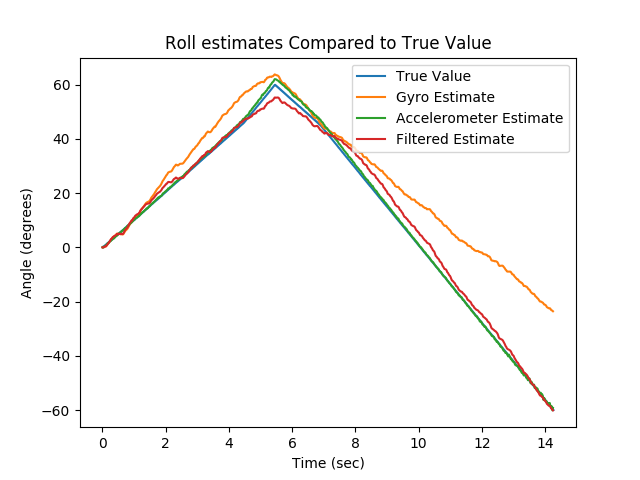 Roll estimates Compared to True Value
True Value
Gyro Estimate
Accelerometer Estimate
Filtered Estimate
Angle (degrees)
60
40
20
0
−20
−40
−60
0 2 4 6 8 10 12 14
Time (sec)